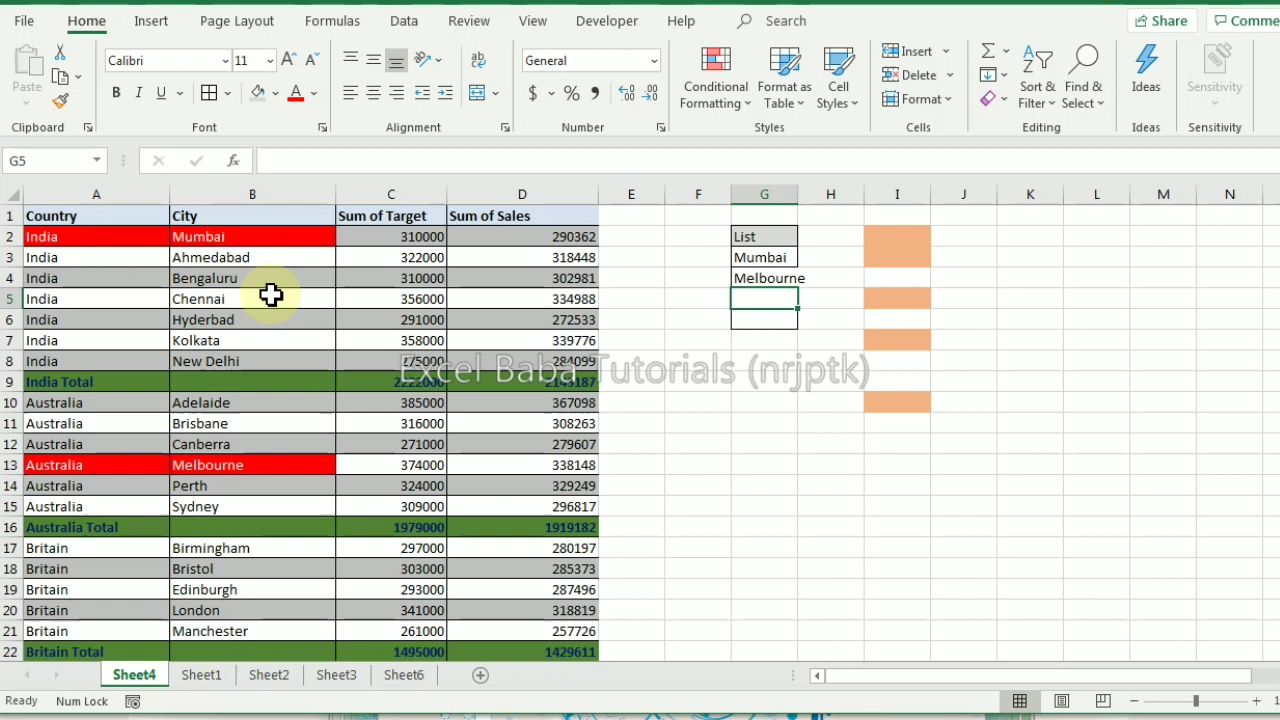 File Home Insert Page Layout Formulas Data Review View Developer Help Search Share Comme
Paste Calibri 11 General Conditional Formatting Format as Table Cell Styles Insert Delete Format Sort & Filter Find & Select Ideas Sensitivity
B I U A $ % ab
Clipboard Font Alignment Number Styles Cells Editing Ideas Sensitivity
G5 fx
A B C D E F G H I J K L M N
1 Country City Sum of Target Sum of Sales
2 India Mumbai 310000 290362 List
3 India Ahmedabad 322000 318448 Mumbai
4 India Bengaluru 310000 302981 Melbourne
5 India Chennai 356000 334988
6 India Hyderbad 291000 272533
7 India Kolkata 358000 339776
8 India New Delhi 275000 284099
Excel Baba Tutorials (nrjptk)
9 India Total
10 Australia Adelaide 385000 367098
11 Australia Brisbane 316000 308263
12 Australia Canberra 271000 279607
13 Australia Melbourne 374000 338148
14 Australia Perth 324000 329249
15 Australia Sydney 309000 296817
16 Australia Total 1979000 1919182
17 Britain Birmingham 297000 280197
18 Britain Bristol 303000 285373
19 Britain Edinburgh 293000 287496
20 Britain London 341000 318819
21 Britain Manchester 261000 257726
22 Britain Total 1495000 1429611
Sheet4 Sheet1 Sheet2 Sheet3 Sheet6
Ready Num Lock 1